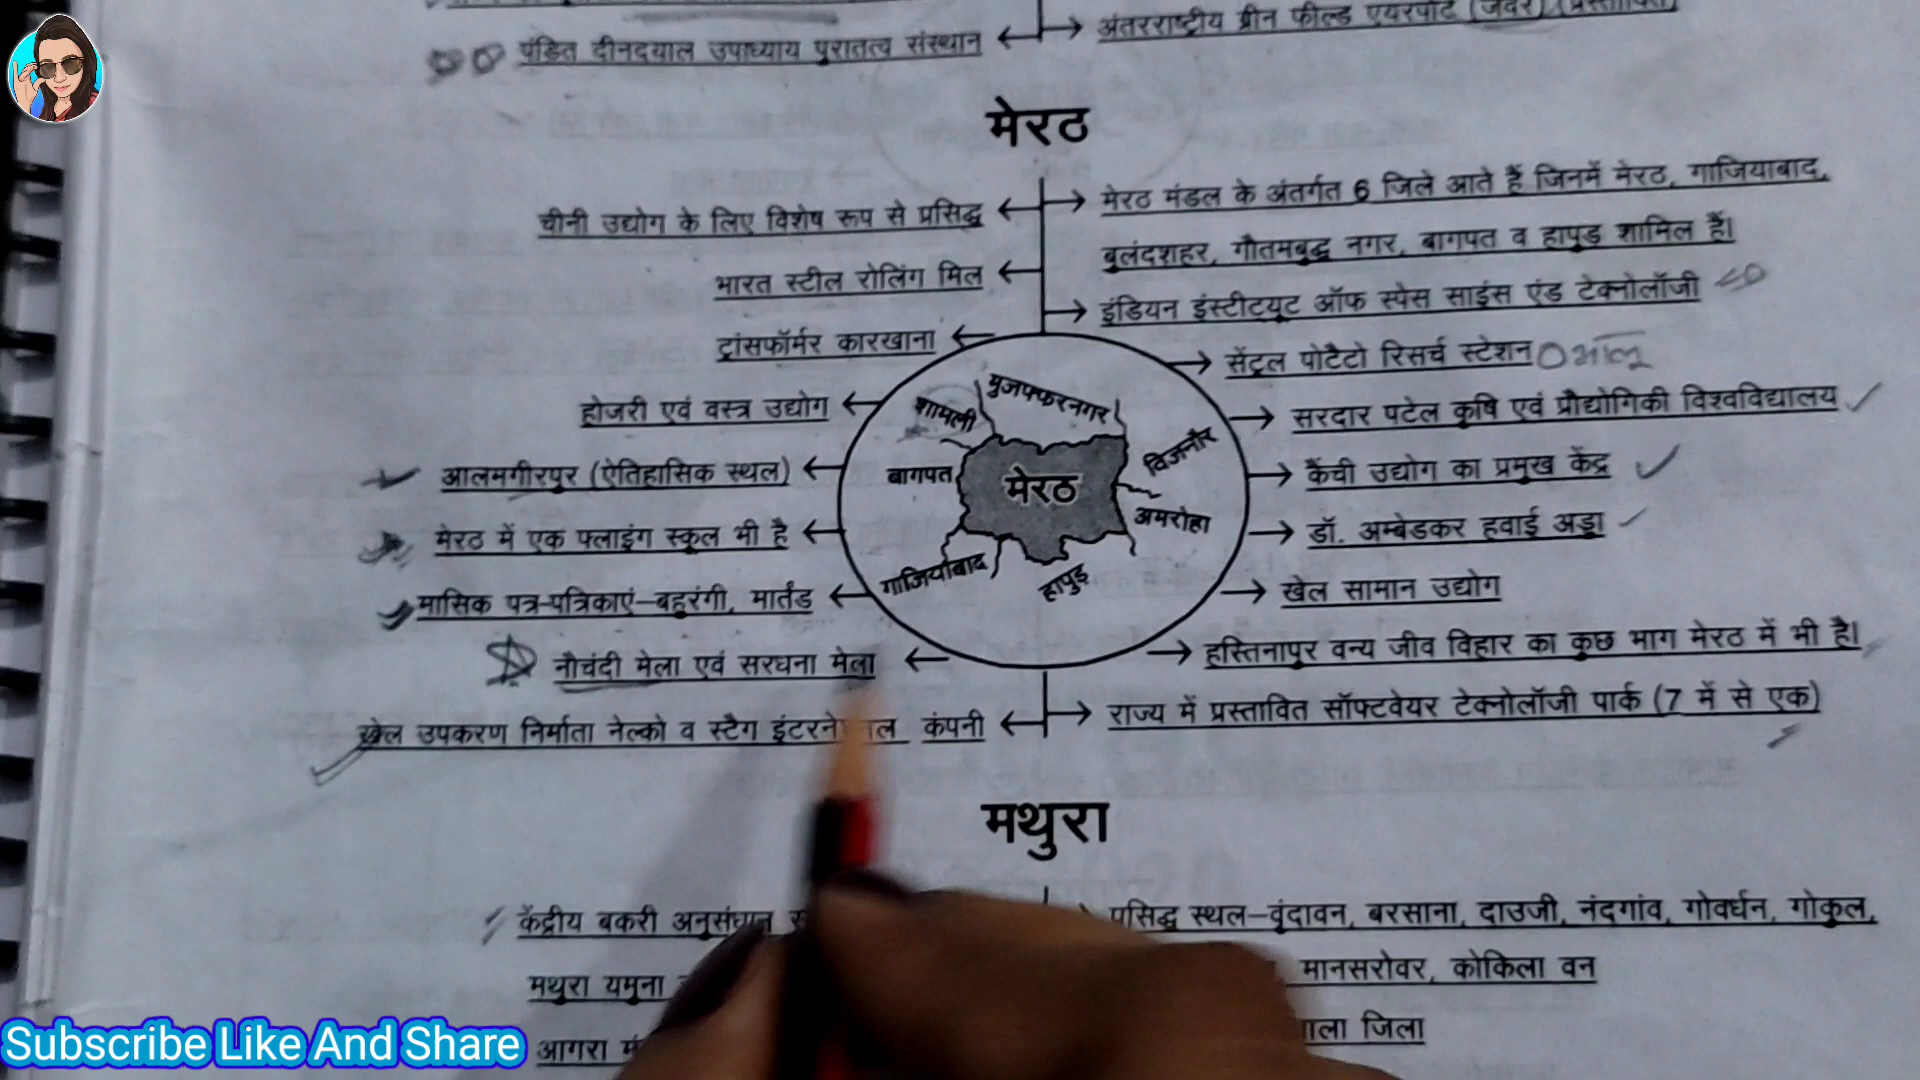 पंडित दीनदयाल उपाध्याय पुरातत्व संस्थान
अंतरराष्ट्रीय ग्रीन फील्ड एयरपोर्ट (जेवर) (प्रस्तावित)
मेरठ
चीनी उद्योग के लिए विशेष रूप से प्रसिद्ध
भारत स्टील रोलिंग मिल
ट्रांसफॉर्मर कारखाना
होजरी एवं वस्त्र उद्योग
आलमगीरपुर (ऐतिहासिक स्थल)
मेरठ में एक फ्लाइंग स्कूल भी है
मासिक पत्र-पत्रिकाएं–बहुरंगी, मार्तंड
नौचंदी मेला एवं सरधना मेला
खेल उपकरण निर्माता नेल्को व स्टैग कंपनी
मेरठ मंडल के अंतर्गत 6 जिले आते हैं जिनमें मेरठ, गाजियाबाद,
बुलंदशहर, गौतमबुद्ध नगर, बागपत व हापुड़ शामिल हैं।
इंडियन इंस्टीट्यूट ऑफ स्पेस साइंस एंड टेक्नोलॉजी
सेंट्रल पोटैटो रिसर्च स्टेशन आलू
सरदार पटेल कृषि एवं प्रौद्योगिकी विश्वविद्यालय
कैंची उद्योग का प्रमुख केंद्र
डॉ. अम्बेडकर हवाई अड्डा
खेल सामान उद्योग
हस्तिनापुर वन्य जीव विहार का कुछ भाग मेरठ में भी है।
राज्य में प्रस्तावित सॉफ्टवेयर टेक्नोलॉजी पार्क (7 में से एक)
शामली
मुजफ्फरनगर
बिजनौर
बागपत
मेरठ
अमरोहा
गाजियाबाद
हापुड़
मथुरा
केंद्रीय बकरी अनुसंधान
मथुरा यमुना
आगरा
प्रसिद्ध स्थल–वृंदावन, बरसाना, दाउजी, नंदगांव, गोवर्धन, गोकुल,
मानसरोवर, कोकिला वन
जिला
Subscribe Like And Share